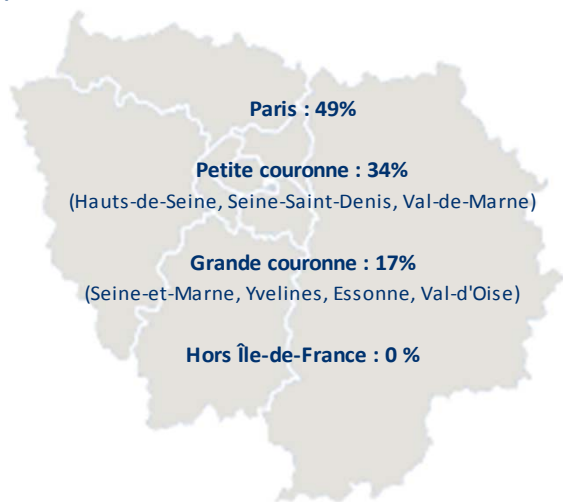 Paris : 49%
Petite couronne : 34%
(Hauts-de-Seine, Seine-Saint-Denis, Val-de-Marne)
Grande couronne : 17%
(Seine-et-Marne, Yvelines, Essonne, Val-d'Oise)
Hors Île-de-France : 0 %